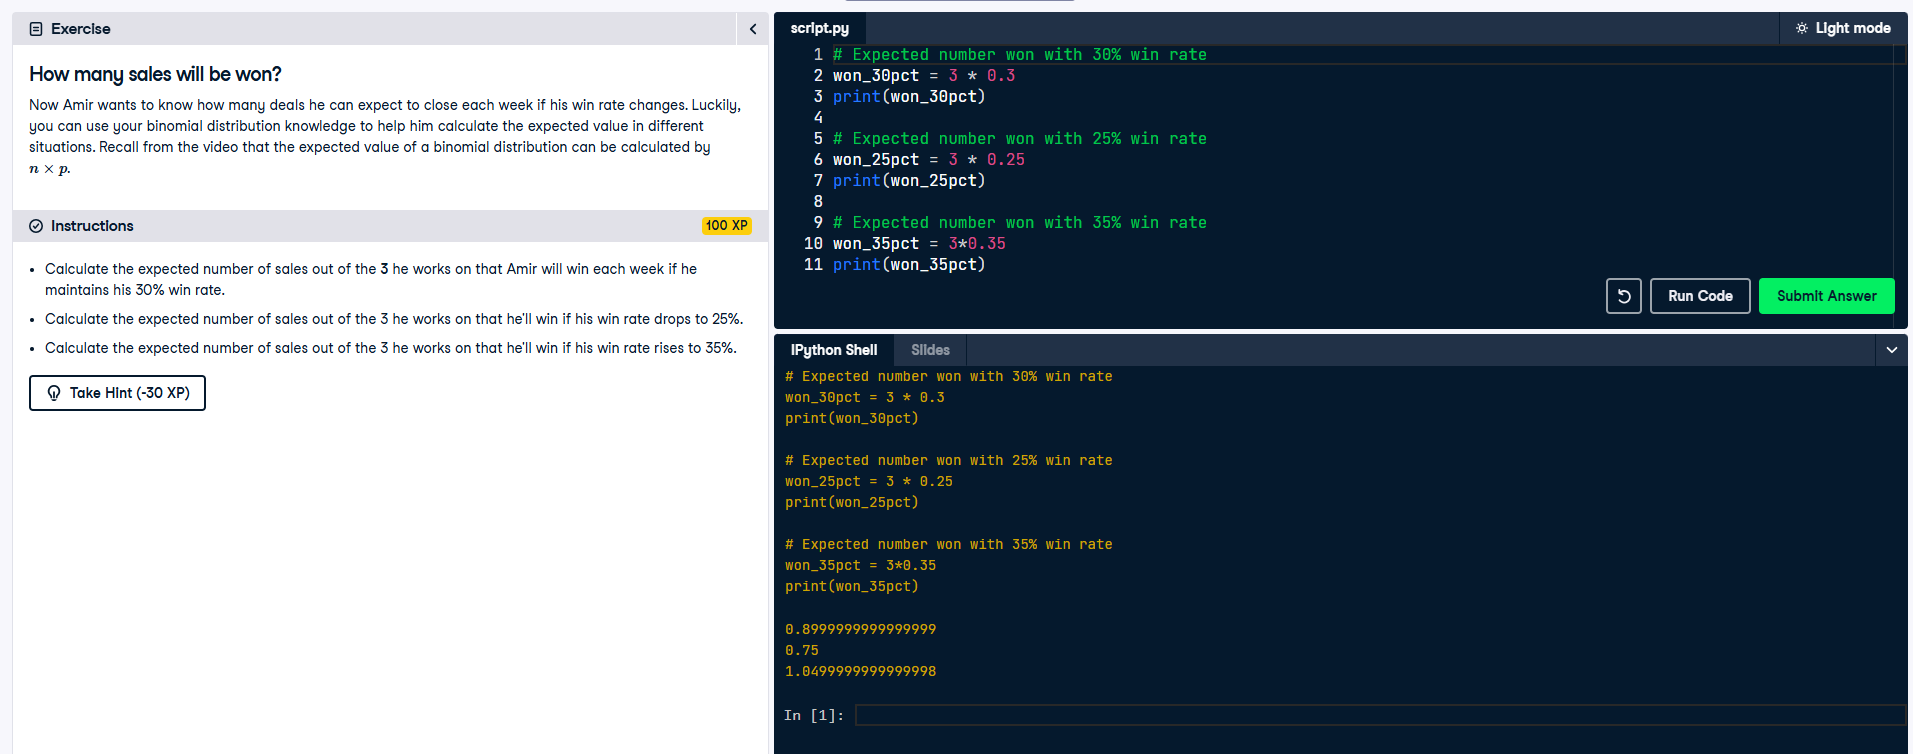 Exercise
How many sales will be won?
Now Amir wants to know how many deals he can expect to close each week if his win rate changes. Luckily,
you can use your binomial distribution knowledge to help him calculate the expected value in different
situations. Recall from the video that the expected value of a binomial distribution can be calculated by
n × p.
Instructions
100 XP
• Calculate the expected number of sales out of the 3 he works on that Amir will win each week if he
maintains his 30% win rate.
• Calculate the expected number of sales out of the 3 he works on that he'll win if his win rate drops to 25%.
• Calculate the expected number of sales out of the 3 he works on that he'll win if his win rate rises to 35%.
Take Hint (-30 XP)
script.py
Light mode
1 # Expected number won with 30% win rate
2 won_30pct = 3 * 0.3
3 print(won_30pct)
4
5 # Expected number won with 25% win rate
6 won_25pct = 3 * 0.25
7 print(won_25pct)
8
9 # Expected number won with 35% win rate
10 won_35pct = 3*0.35
11 print(won_35pct)
Run Code
Submit Answer
IPython Shell
Slides
# Expected number won with 30% win rate
won_30pct = 3 * 0.3
print(won_30pct)
# Expected number won with 25% win rate
won_25pct = 3 * 0.25
print(won_25pct)
# Expected number won with 35% win rate
won_35pct = 3*0.35
print(won_35pct)
0.8999999999999999
0.75
1.0499999999999998
In [1]: